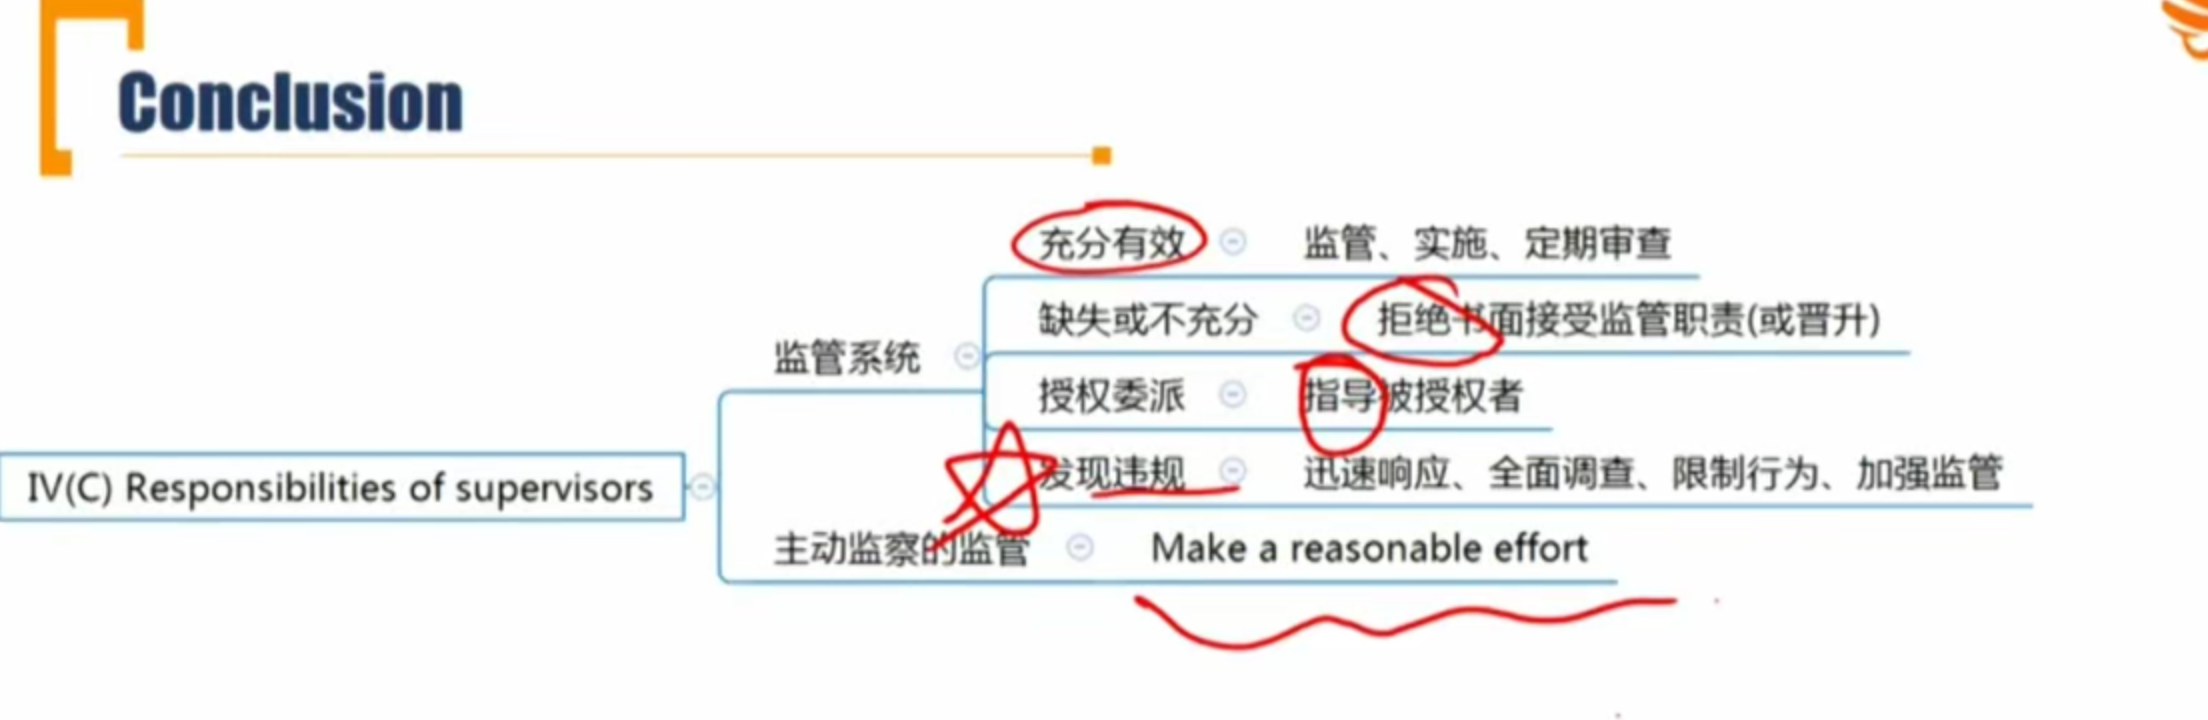 Conclusion
充分有效 监管、实施、定期审查
缺失或不充分 拒绝书面接受监管职责(或晋升)
监管系统
授权委派 指导被授权者
发现违规 迅速响应、全面调查、限制行为、加强监管
IV(C) Responsibilities of supervisors
主动监察的监管 Make a reasonable effort